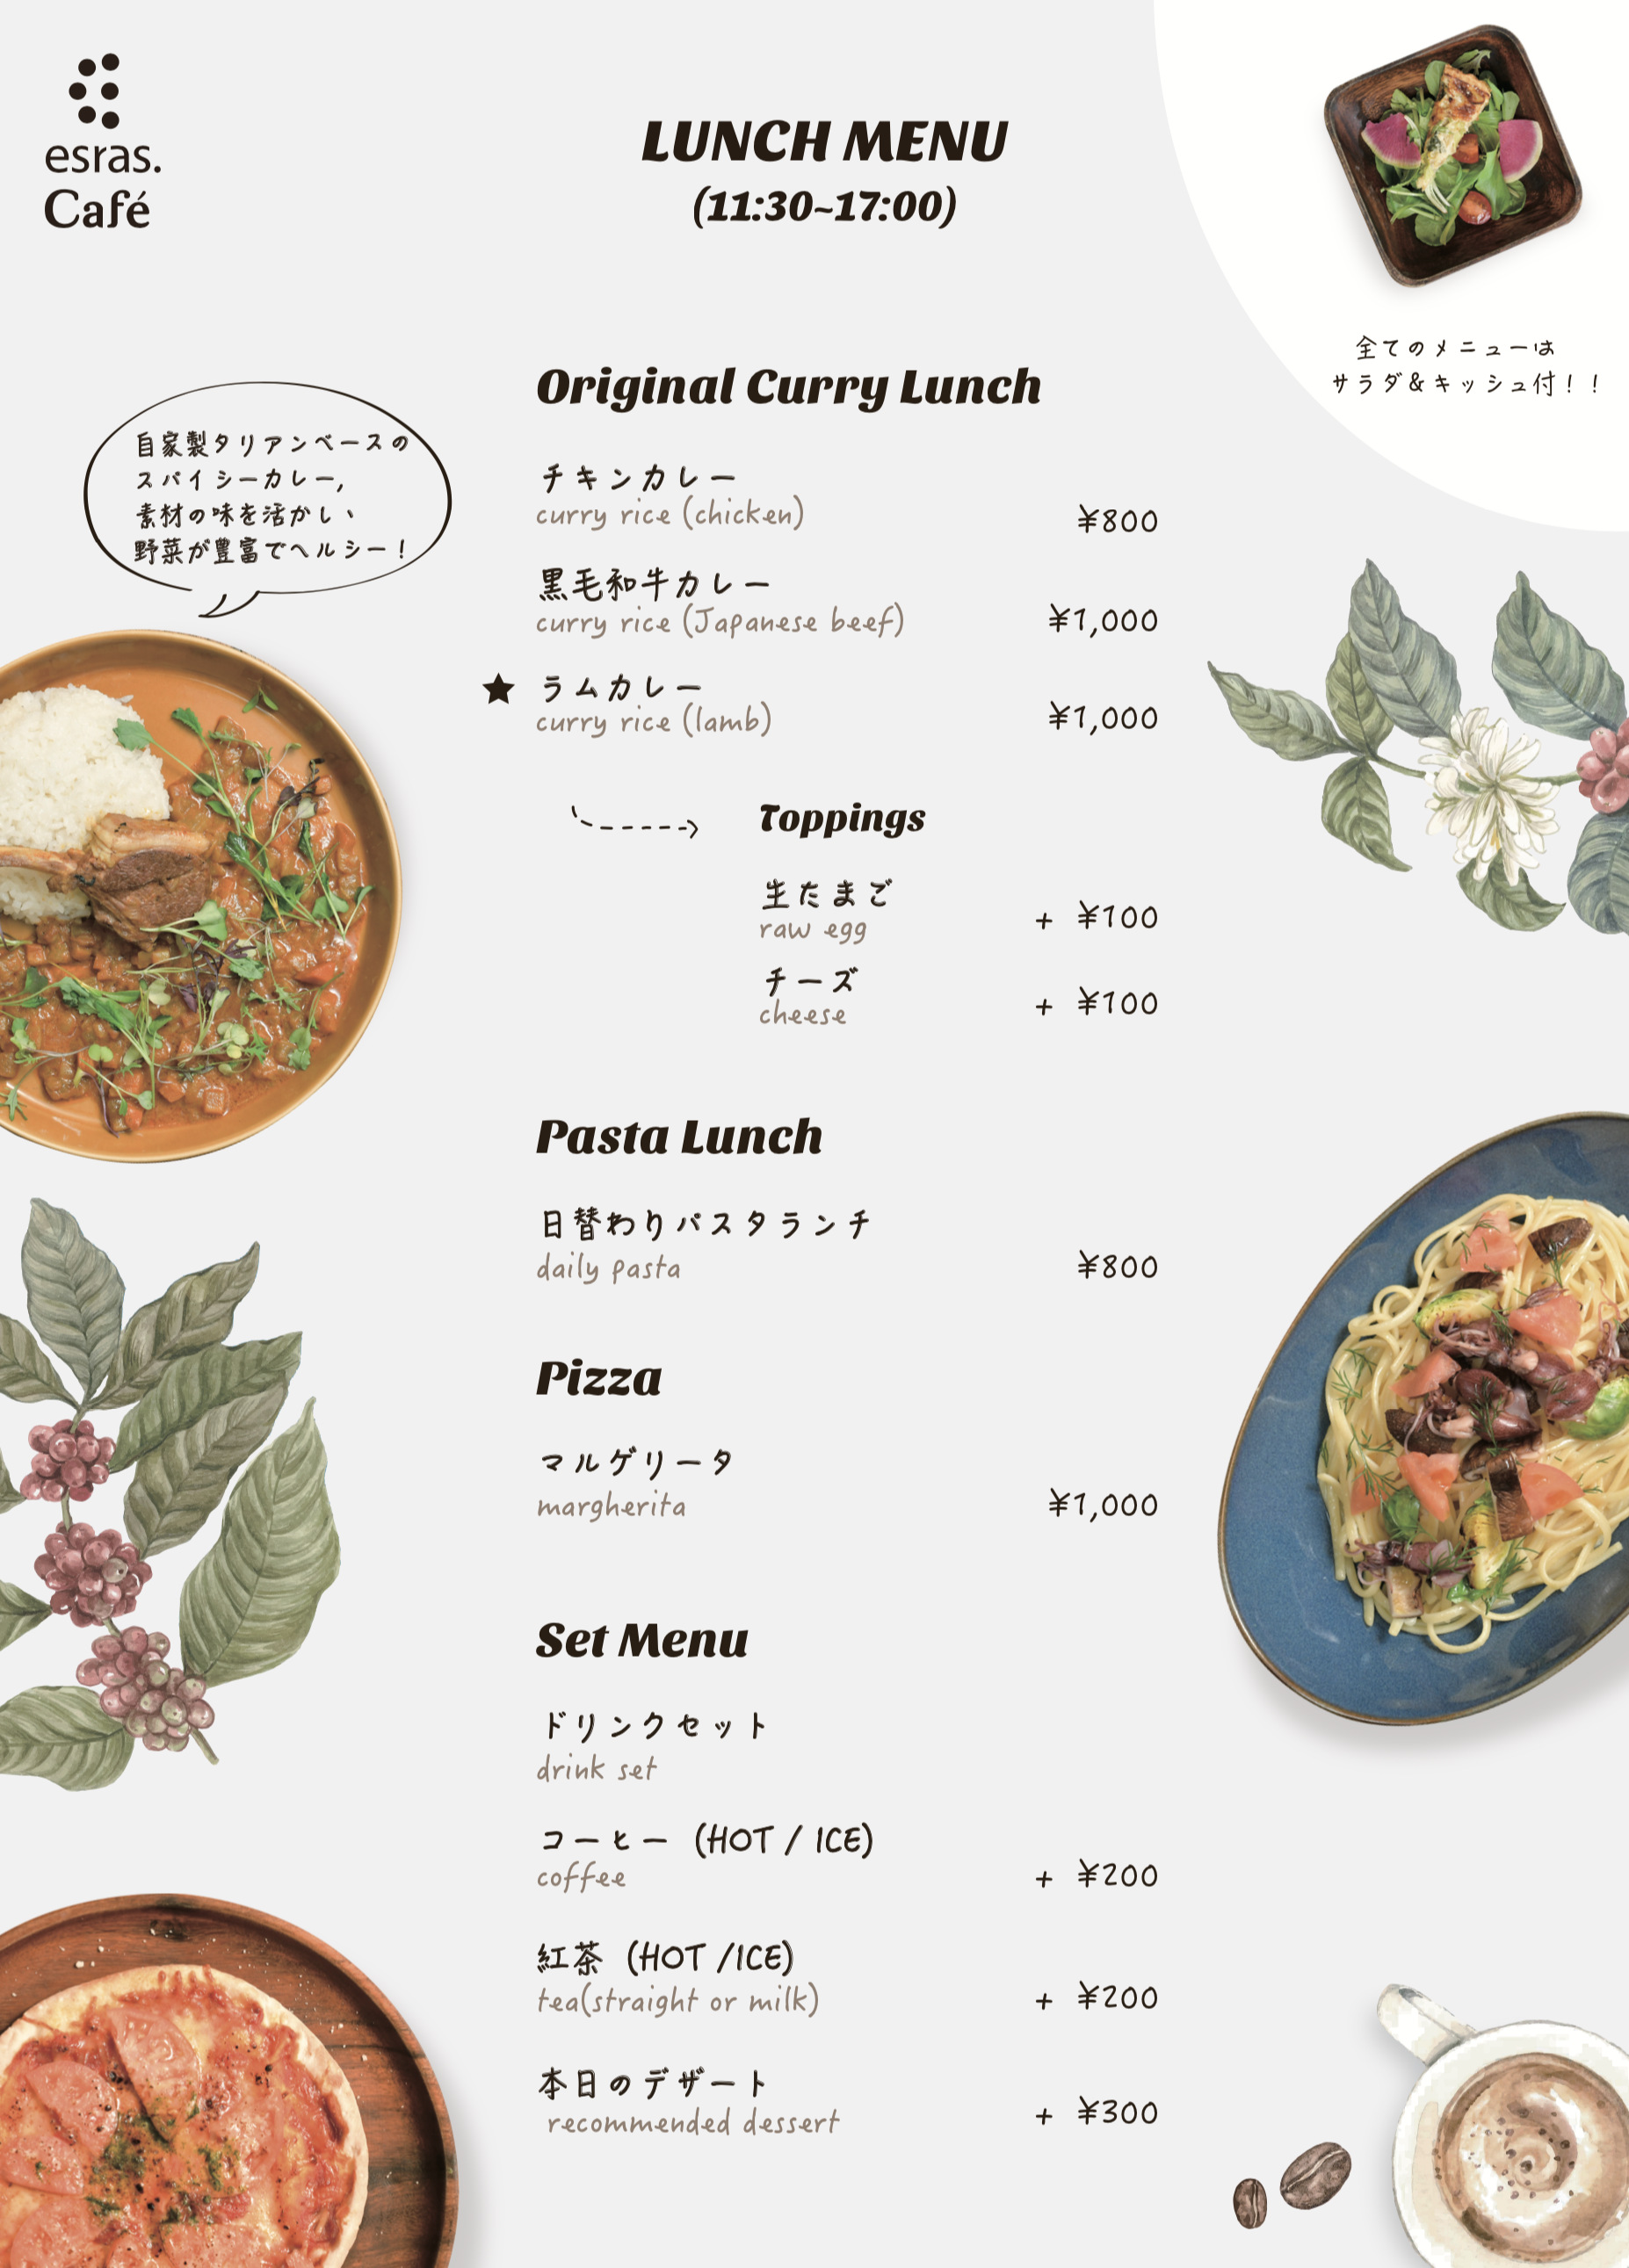 esras.
Café
LUNCH MENU
(11:30~17:00)
全てのメニューは
サラダ&キッシュ付！！
自家製タリアンベースの
スパイシーカレー,
素材の味を活かし、
野菜が豊富でヘルシー！
Original Curry Lunch
チキンカレー
curry rice (chicken) ¥800
黒毛和牛カレー
curry rice (Japanese beef) ¥1,000
★ ラムカレー
curry rice (lamb) ¥1,000
Toppings
生たまご
raw egg + ¥100
チーズ
cheese + ¥100
Pasta Lunch
日替わりパスタランチ
daily pasta ¥800
Pizza
マルゲリータ
margherita ¥1,000
Set Menu
ドリンクセット
drink set
コーヒー (HOT / ICE)
coffee + ¥200
紅茶 (HOT /ICE)
tea(straight or milk) + ¥200
本日のデザート
recommended dessert + ¥300